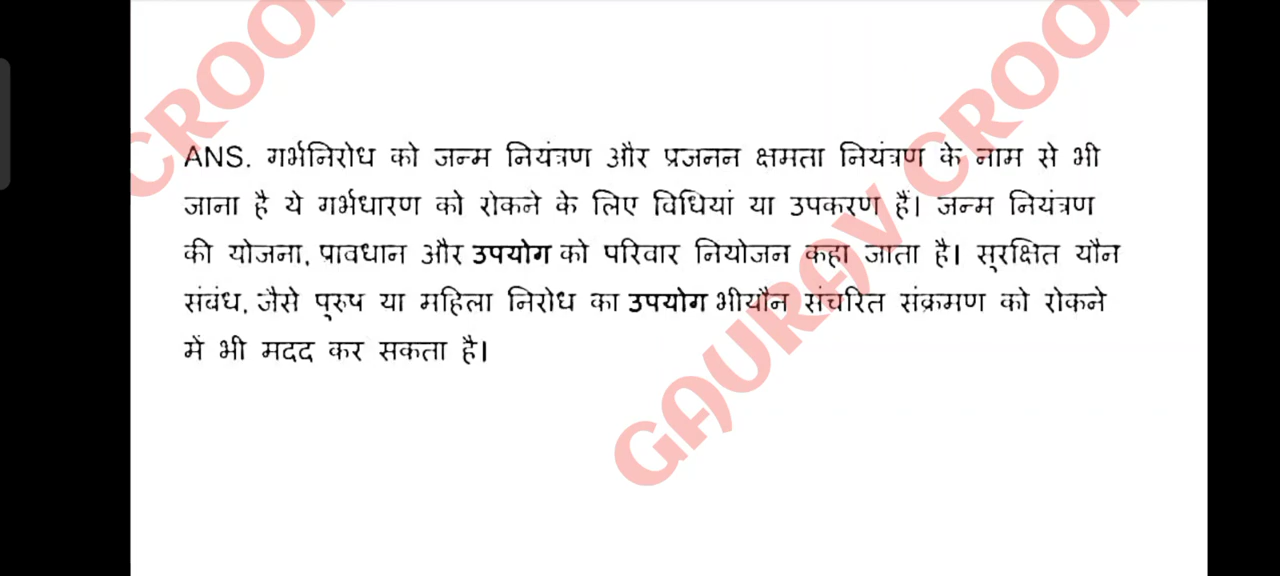 ANS. गर्भनिरोध को जन्म नियंत्रण और प्रजनन क्षमता नियंत्रण के नाम से भी
जाना है ये गर्भधारण को रोकने के लिए विधियां या उपकरण हैं। जन्म नियंत्रण
की योजना, प्रावधान और उपयोग को परिवार नियोजन कहा जाता है। सुरक्षित यौन
संबंध, जैसे पुरुष या महिला निरोध का उपयोग भीयौन संचरित संक्रमण को रोकने
में भी मदद कर सकता है।
GAURAV CROO
CROO